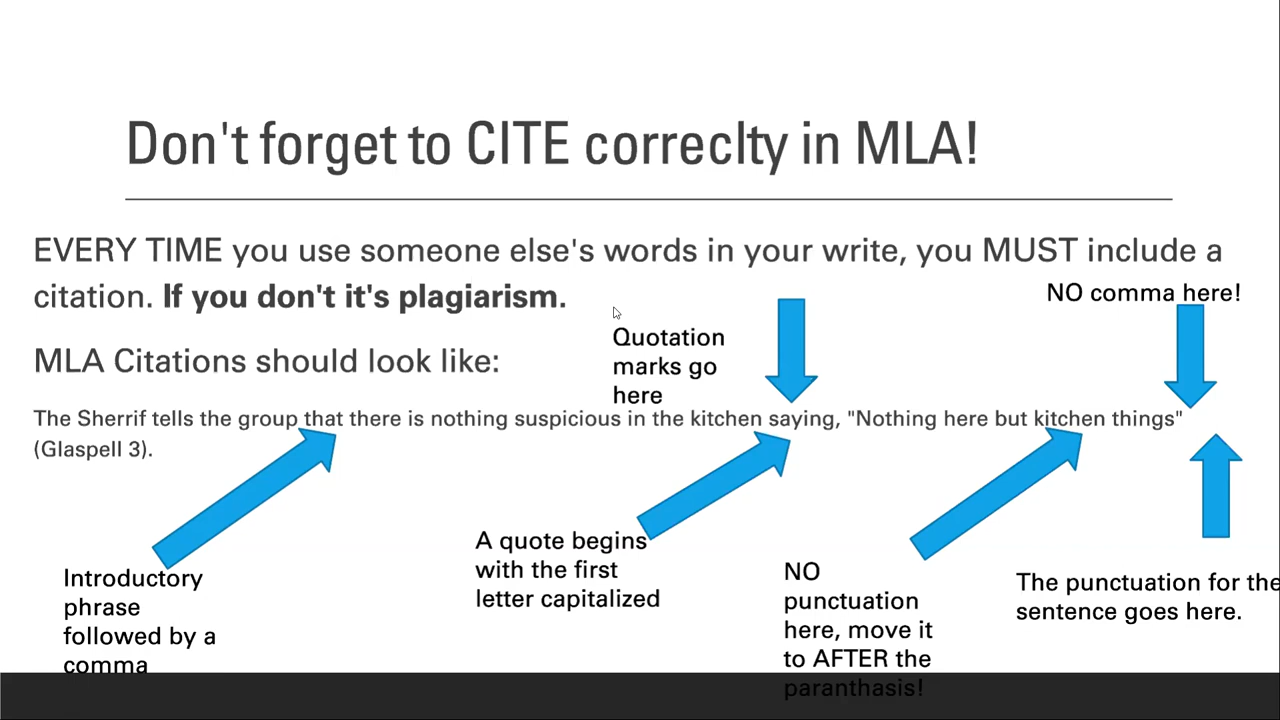 Don't forget to CITE correclty in MLA!
EVERY TIME you use someone else's words in your write, you MUST include a
citation. If you don't it's plagiarism.
NO comma here!
Quotation
marks go
here
MLA Citations should look like:
The Sherrif tells the group that there is nothing suspicious in the kitchen saying, "Nothing here but kitchen things"
(Glaspell 3).
Introductory
phrase
followed by a
comma
A quote begins
with the first
letter capitalized
NO
punctuation
here, move it
to AFTER the
paranthasis!
The punctuation for the
sentence goes here.